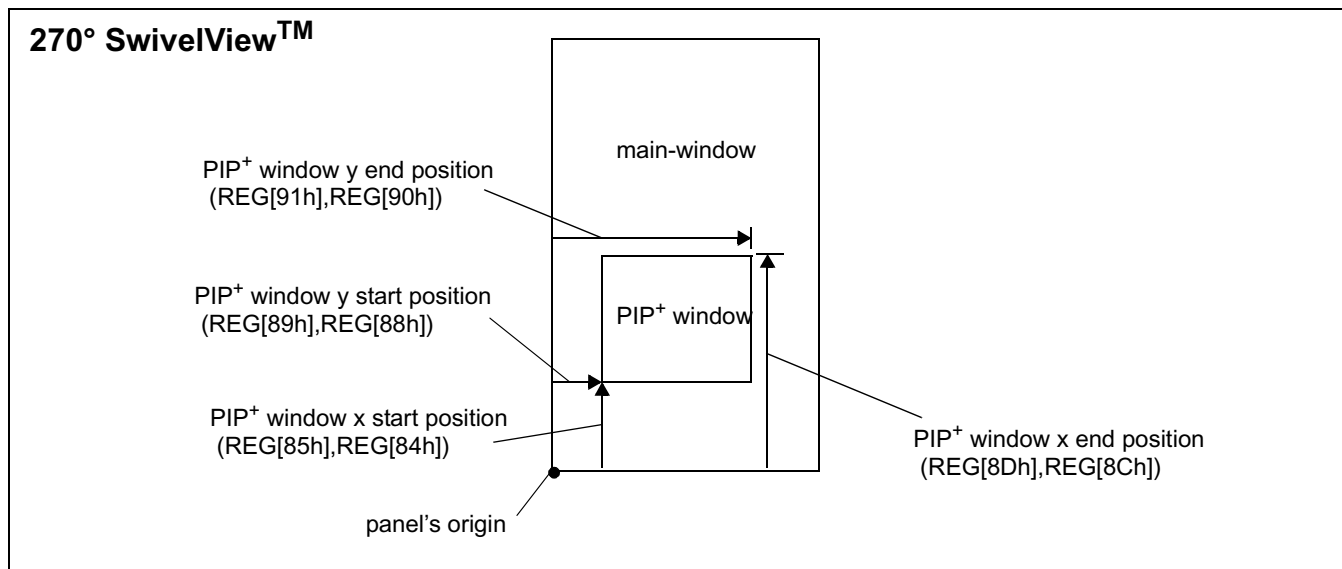 270° SwivelView™
main-window
PIP+ window y end position
(REG[91h],REG[90h])
PIP+ window y start position
(REG[89h],REG[88h])
PIP+ window
PIP+ window x start position
(REG[85h],REG[84h])
PIP+ window x end position
(REG[8Dh],REG[8Ch])
panel's origin